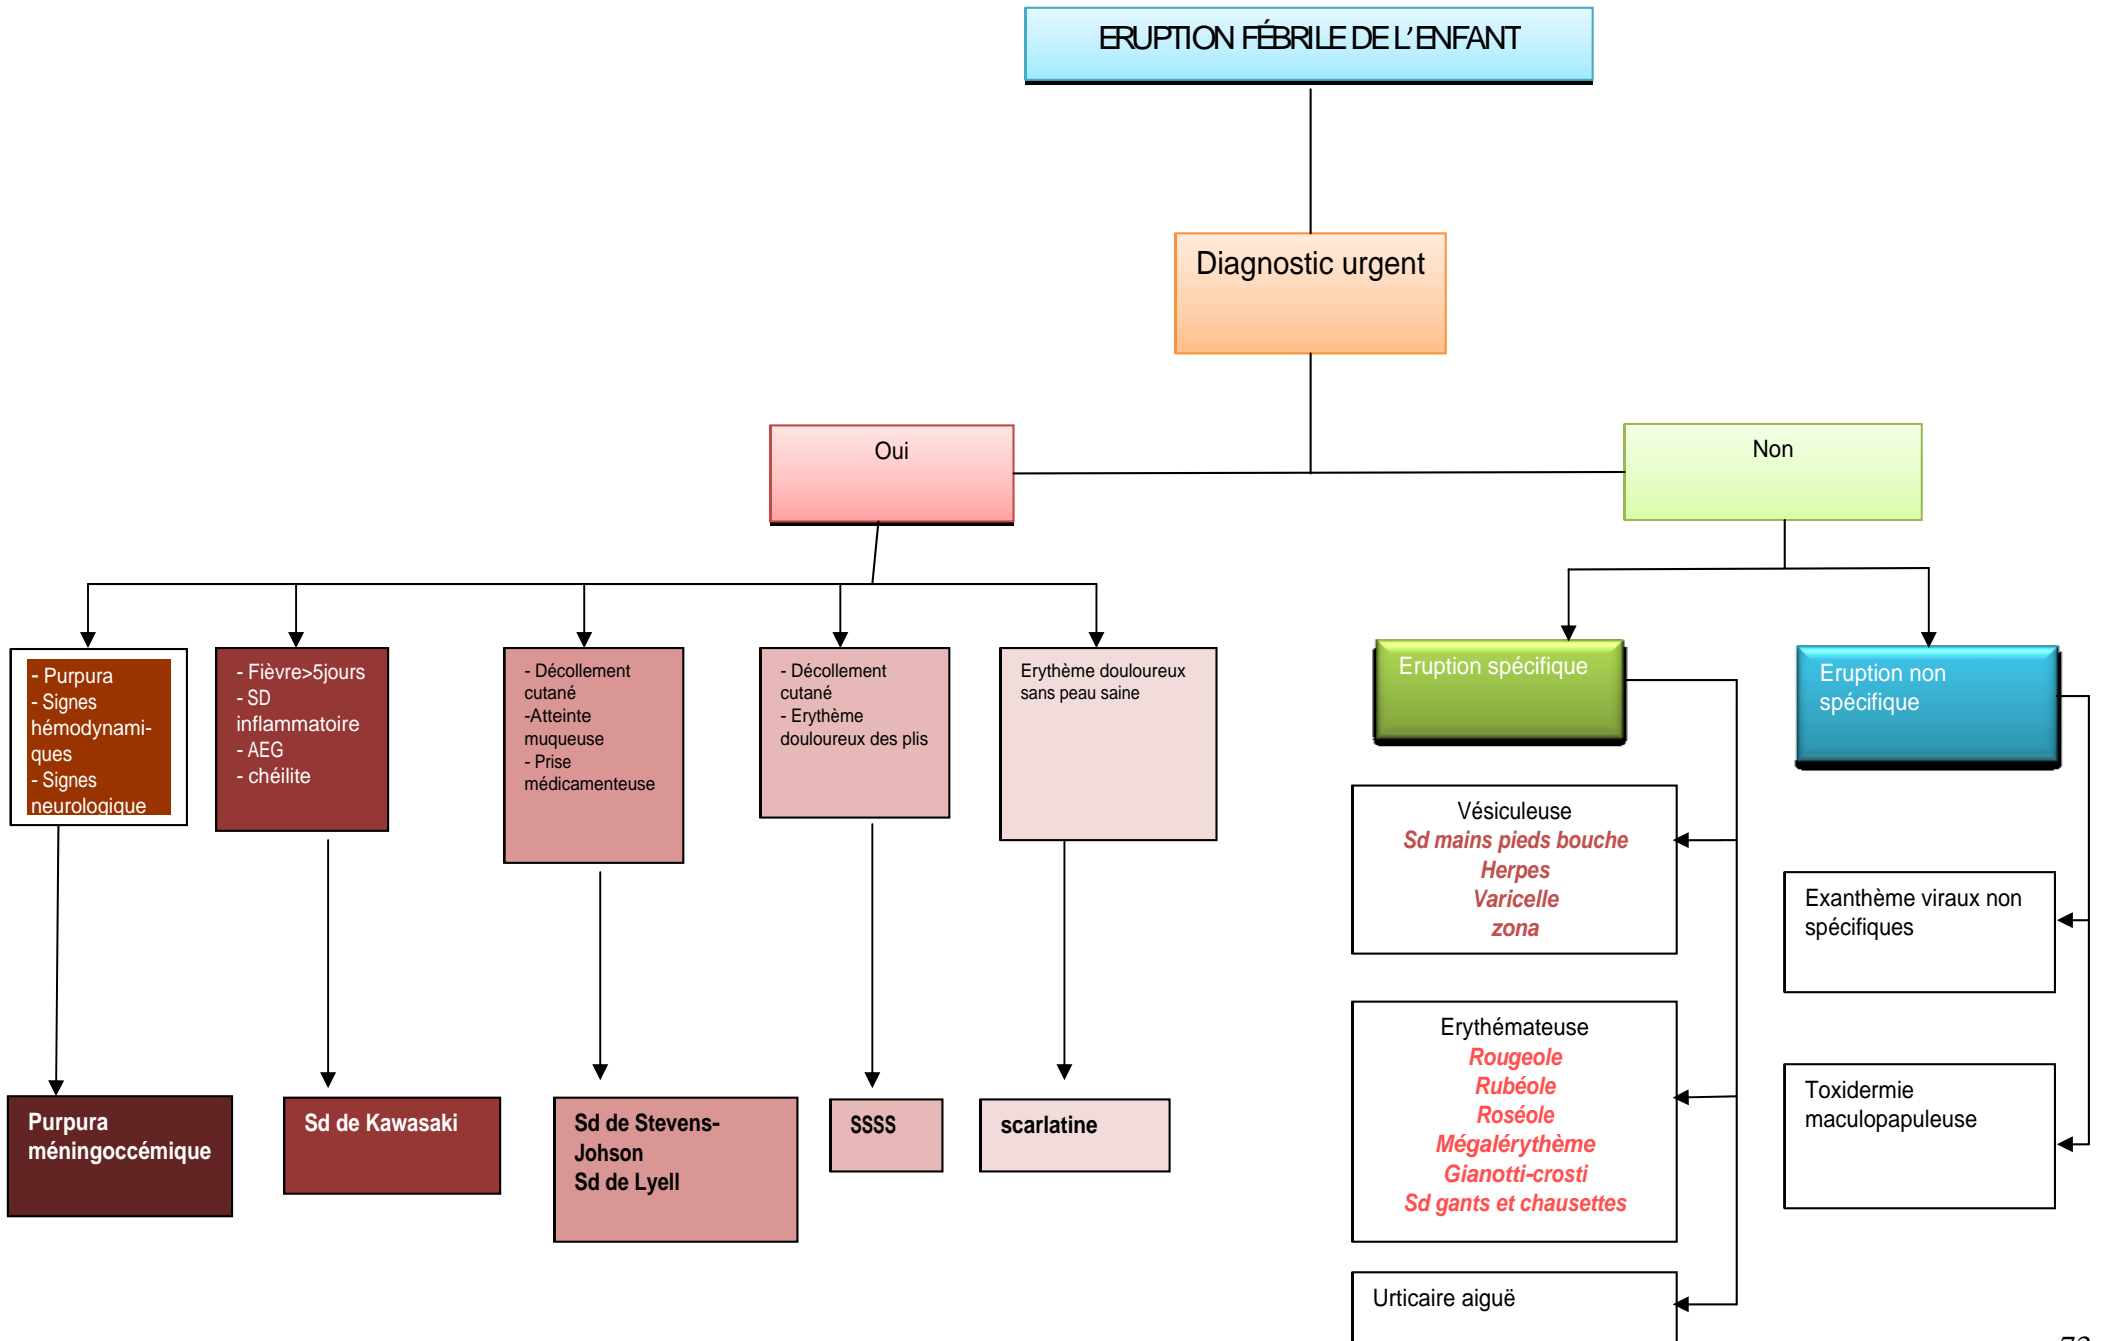 ERUPTION FÉBRILE DE L'ENFANT
Diagnostic urgent
Oui
Non
- Purpura
- Signes
hémodynami-
ques
- Signes
neurologique
- Fièvre>5jours
- SD
inflammatoire
- AEG
- chéilite
- Décollement
cutané
-Atteinte
muqueuse
- Prise
médicamenteuse
- Décollement
cutané
- Erythème
douloureux des plis
Erythème douloureux
sans peau saine
Eruption spécifique
Eruption non
spécifique
Vésiculeuse
Sd mains pieds bouche
Herpes
Varicelle
zona
Exanthème viraux non
spécifiques
Erythémateuse
Rougeole
Rubéole
Roséole
Mégalérythème
Gianotti-crosti
Sd gants et chausettes
Toxidermie
maculopapuleuse
Purpura
méningoccémique
Sd de Kawasaki
Sd de Stevens-
Johson
Sd de Lyell
SSSS
scarlatine
Urticaire aiguë